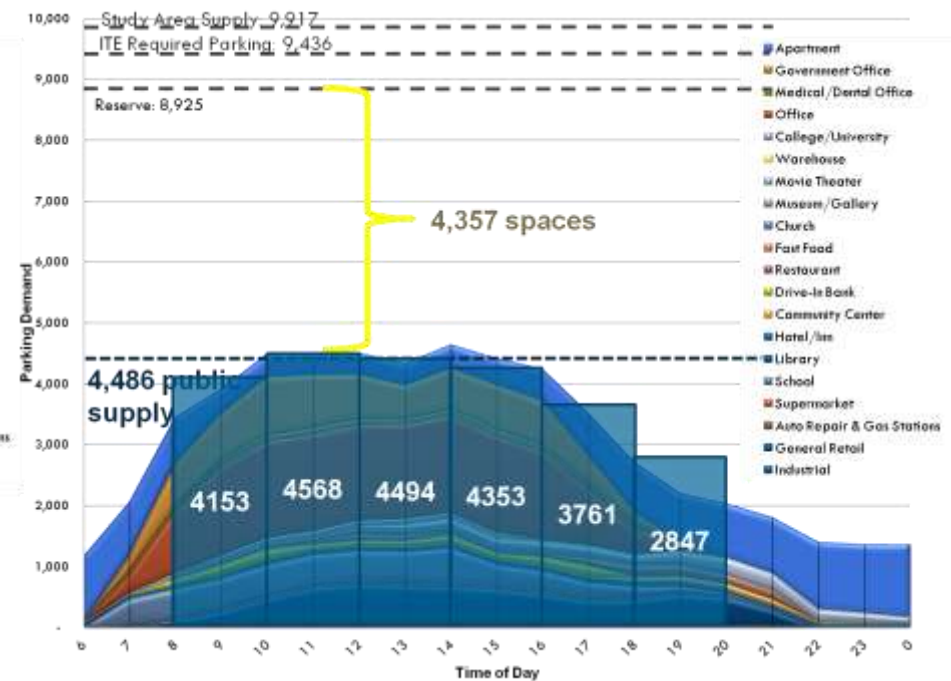 10,000
9,000
8,000
7,000
6,000
5,000
4,000
3,000
2,000
1,000
-
Parking Demand
Study Area Supply: 9,917
ITE Required Parking: 9,436
Reserve: 8,925
4,357 spaces
4,486 public
supply
4153
4568
4494
4353
3761
2847
6 7 8 9 10 11 12 13 14 15 16 17 18 19 20 21 22 23 0
Time of Day
Apartment
Government Office
Medical/Dental Office
Office
College/University
Warehouse
Movie Theater
Museum/Gallery
Church
Fast Food
Restaurant
Drive-In Bank
Community Center
Hotel/Inn
Library
School
Supermarket
Auto Repair & Gas Stations
General Retail
Industrial